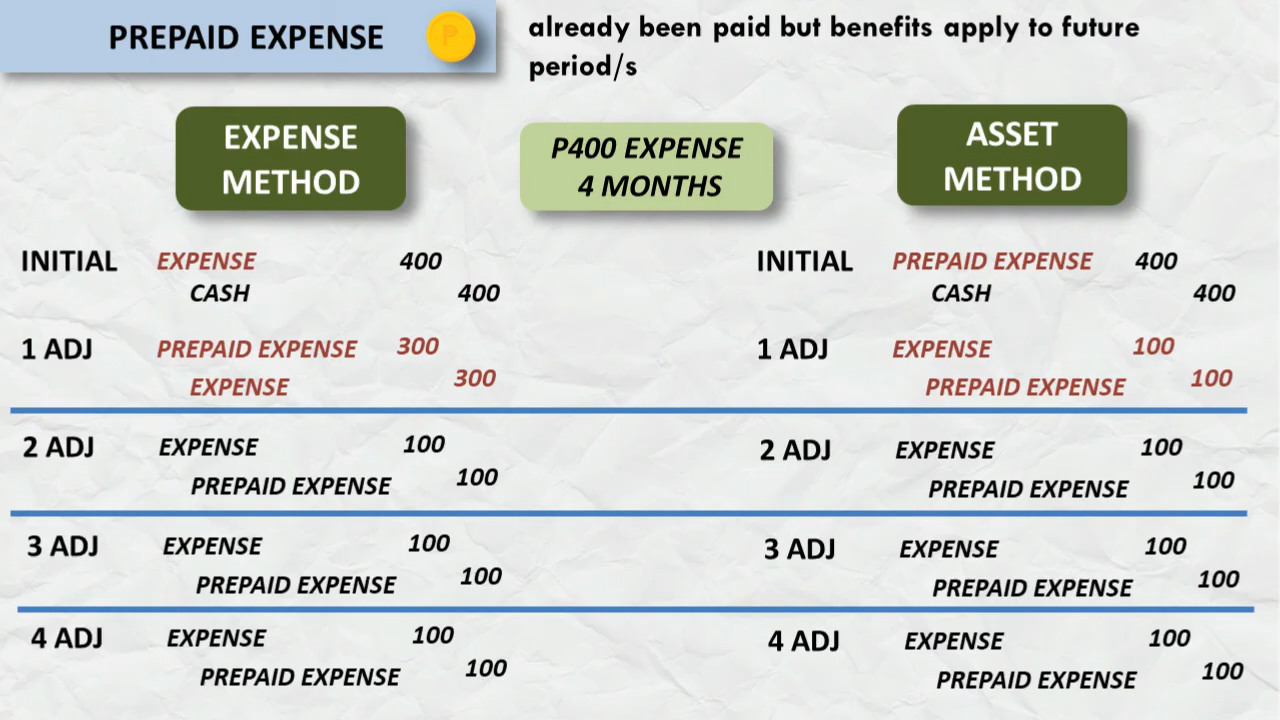 PREPAID EXPENSE
already been paid but benefits apply to future
period/s
EXPENSE
METHOD
P400 EXPENSE
4 MONTHS
ASSET
METHOD
INITIAL EXPENSE 400
CASH 400
1 ADJ PREPAID EXPENSE 300
EXPENSE 300
2 ADJ EXPENSE 100
PREPAID EXPENSE 100
3 ADJ EXPENSE 100
PREPAID EXPENSE 100
4 ADJ EXPENSE 100
PREPAID EXPENSE 100
INITIAL PREPAID EXPENSE 400
CASH 400
1 ADJ EXPENSE 100
PREPAID EXPENSE 100
2 ADJ EXPENSE 100
PREPAID EXPENSE 100
3 ADJ EXPENSE 100
PREPAID EXPENSE 100
4 ADJ EXPENSE 100
PREPAID EXPENSE 100